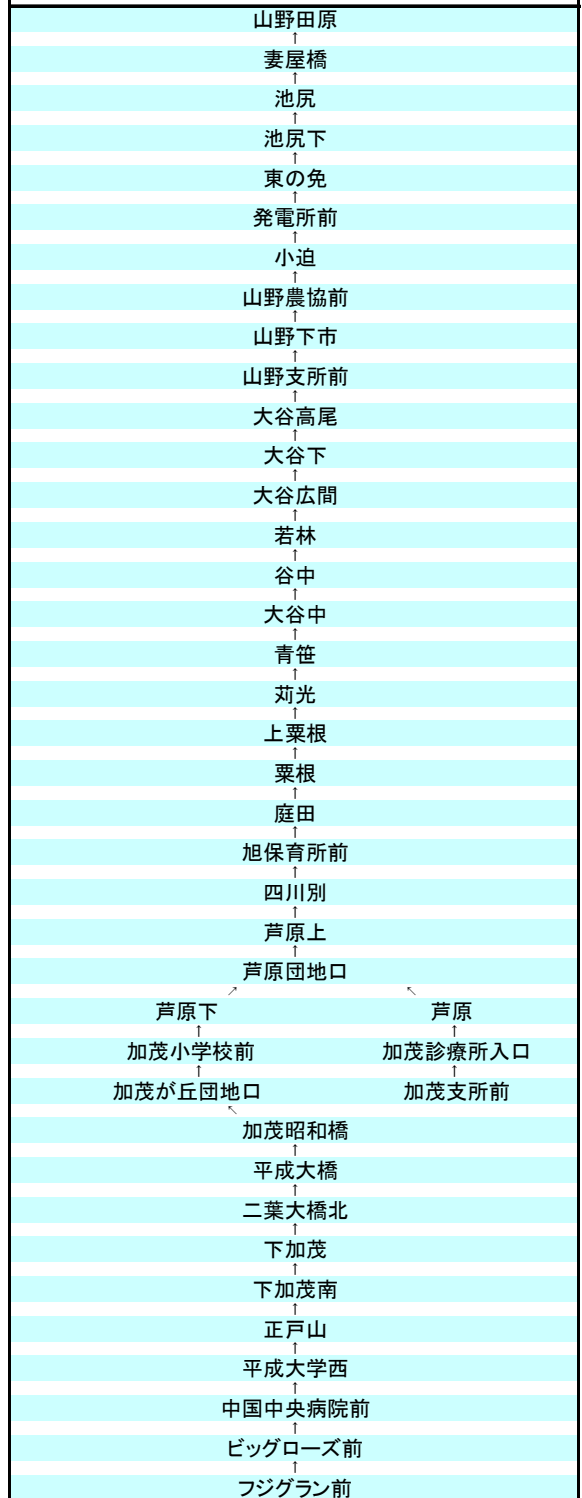 山野田原
↑
妻屋橋
↑
池尻
↑
池尻下
↑
東の免
↑
発電所前
↑
小迫
↑
山野農協前
↑
山野下市
↑
山野支所前
↑
大谷高尾
↑
大谷下
↑
大谷広間
↑
若林
↑
谷中
↑
大谷中
↑
青笹
↑
苅光
↑
上粟根
↑
粟根
↑
庭田
↑
旭保育所前
↑
四川別
↑
芦原上
↑
芦原団地口
↗ ↖
芦原下 芦原
↑ ↑
加茂小学校前 加茂診療所入口
↑ ↑
加茂が丘団地口 加茂支所前
↖
加茂昭和橋
↑
平成大橋
↑
二葉大橋北
↑
下加茂
↑
下加茂南
↑
正戸山
↑
平成大学西
↑
中国中央病院前
↑
ビッグローズ前
↑
フジグラン前